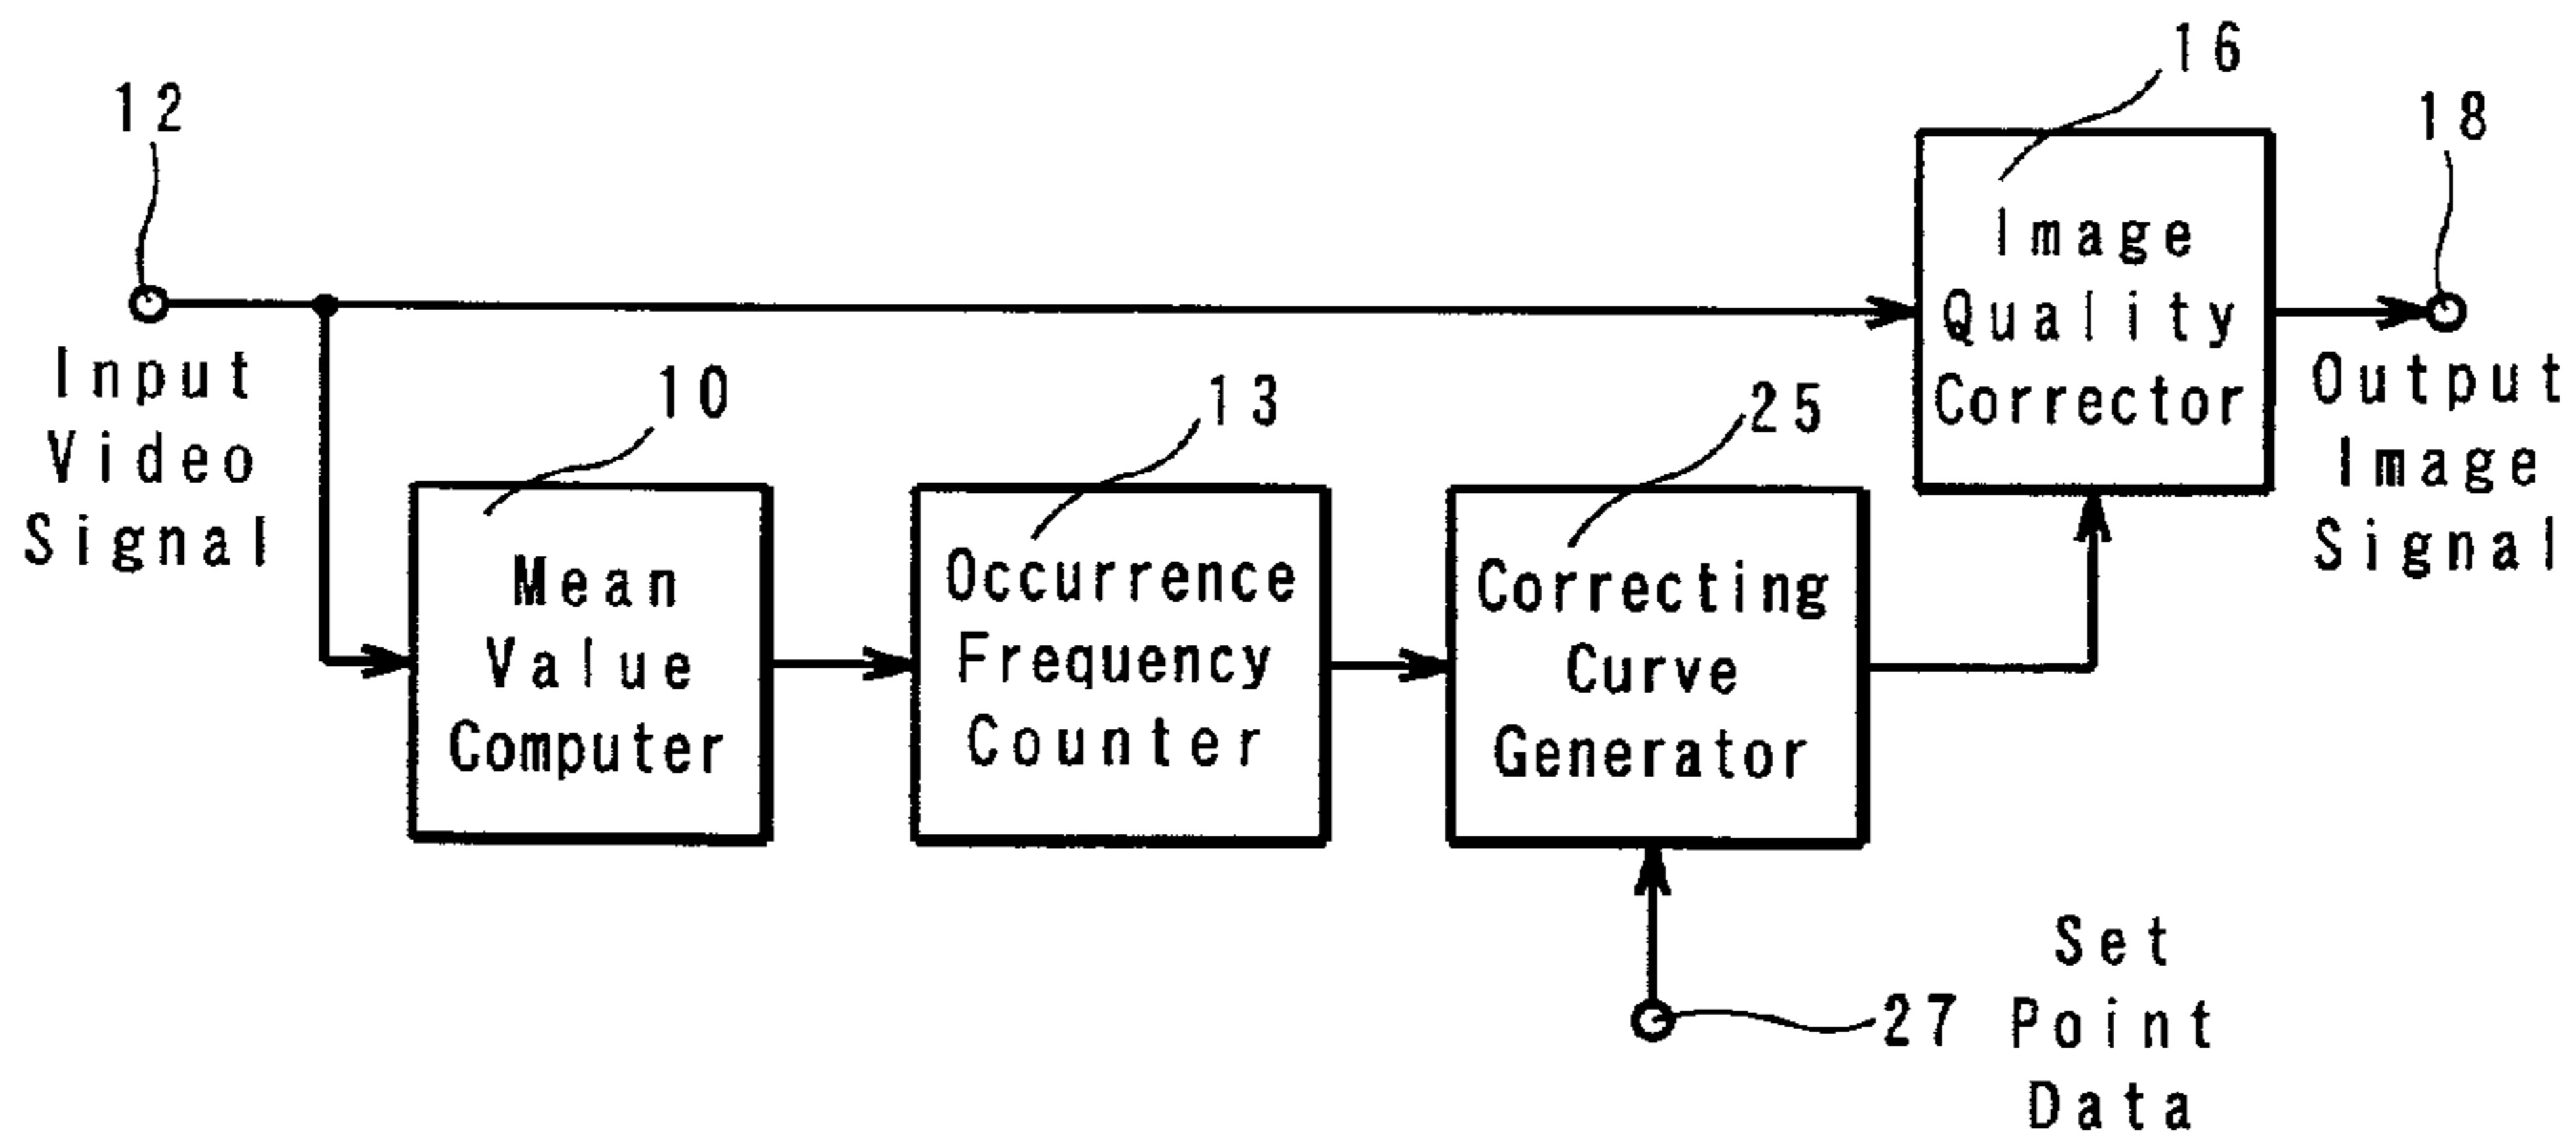 16
12
18
Image
Quality
Corrector
Input
Video
Signal
Output
Image
Signal
10
13
25
Mean
Value
Computer
Occurrence
Frequency
Counter
Correcting
Curve
Generator
27
Set
Point
Data